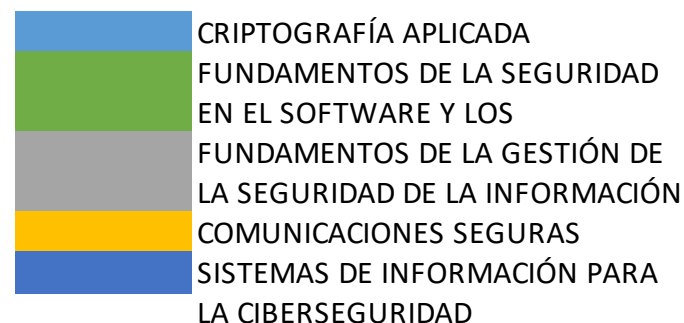 CRIPTOGRAFÍA APLICADA
FUNDAMENTOS DE LA SEGURIDAD
EN EL SOFTWARE Y LOS
FUNDAMENTOS DE LA GESTIÓN DE
LA SEGURIDAD DE LA INFORMACIÓN
COMUNICACIONES SEGURAS
SISTEMAS DE INFORMACIÓN PARA
LA CIBERSEGURIDAD